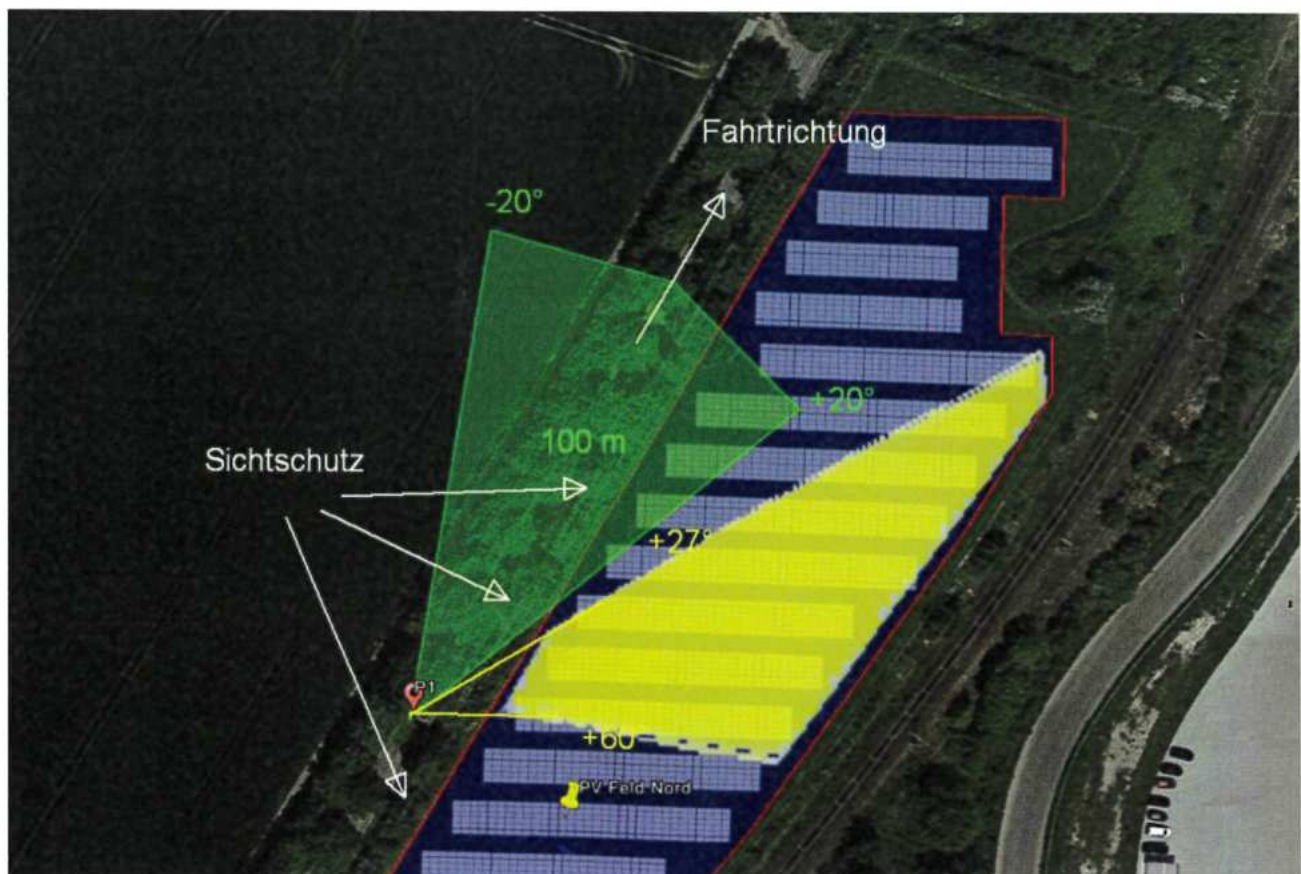 Fahrtrichtung
-20°
+20°
100 m
Sichtschutz
+27°
P1
+60
PV Feld Nord